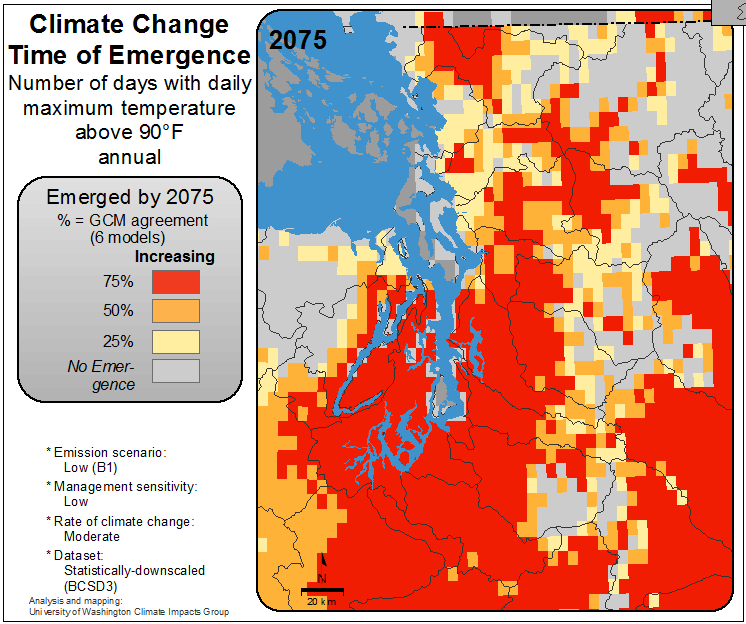 Climate Change
Time of Emergence
Number of days with daily
maximum temperature
above 90°F
annual
Emerged by 2075
% = GCM agreement
(6 models)
Increasing
75%
50%
25%
No Emer-
gence
* Emission scenario:
Low (B1)
* Management sensitivity:
Low
* Rate of climate change:
Moderate
* Dataset:
Statistically-downscaled
(BCSD3)
Analysis and mapping:
University of Washington Climate Impacts Group
2075
N
20 km